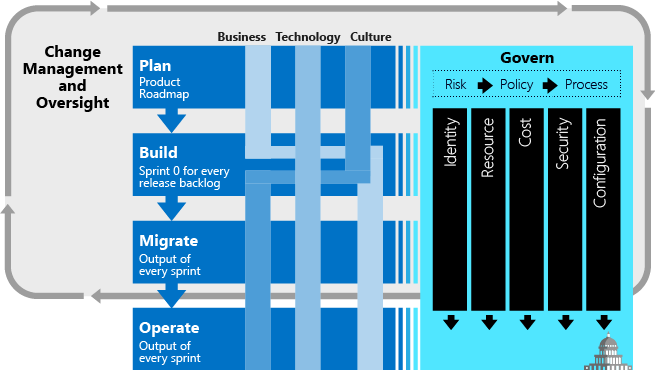 Business Technology Culture
Change
Management
and
Oversight
Plan
Product
Roadmap
Build
Sprint 0 for every
release backlog
Migrate
Output of
every sprint
Operate
Output of
every sprint
Govern
Risk Policy Process
Identity
Resource
Cost
Security
Configuration